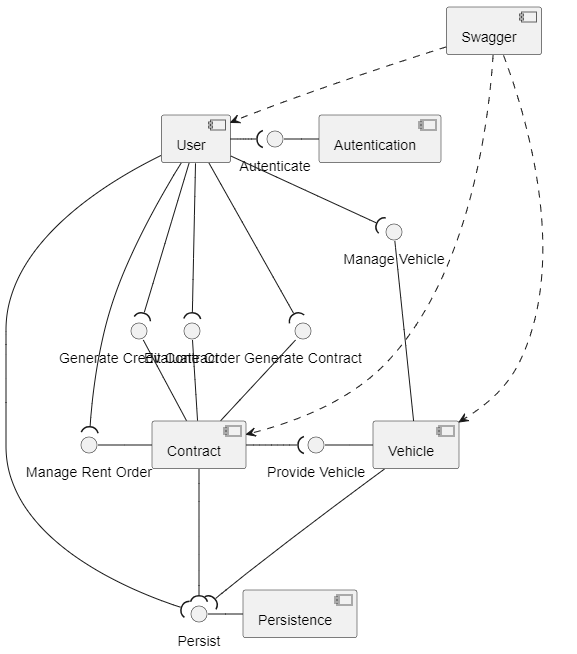 Swagger
User
Autentication
Autenticate
Manage Vehicle
Generate Credit Contract
Evaluate Order
Generate Contract
Contract
Vehicle
Manage Rent Order
Provide Vehicle
Persistence
Persist